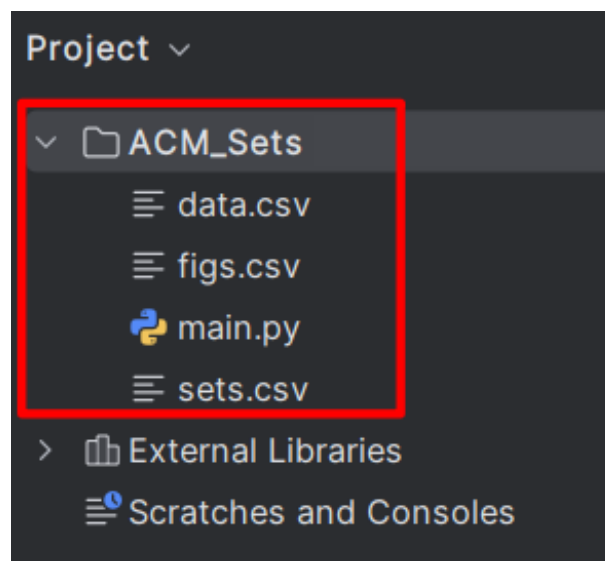 Project
ACM_Sets
data.csv
figs.csv
main.py
sets.csv
External Libraries
Scratches and Consoles